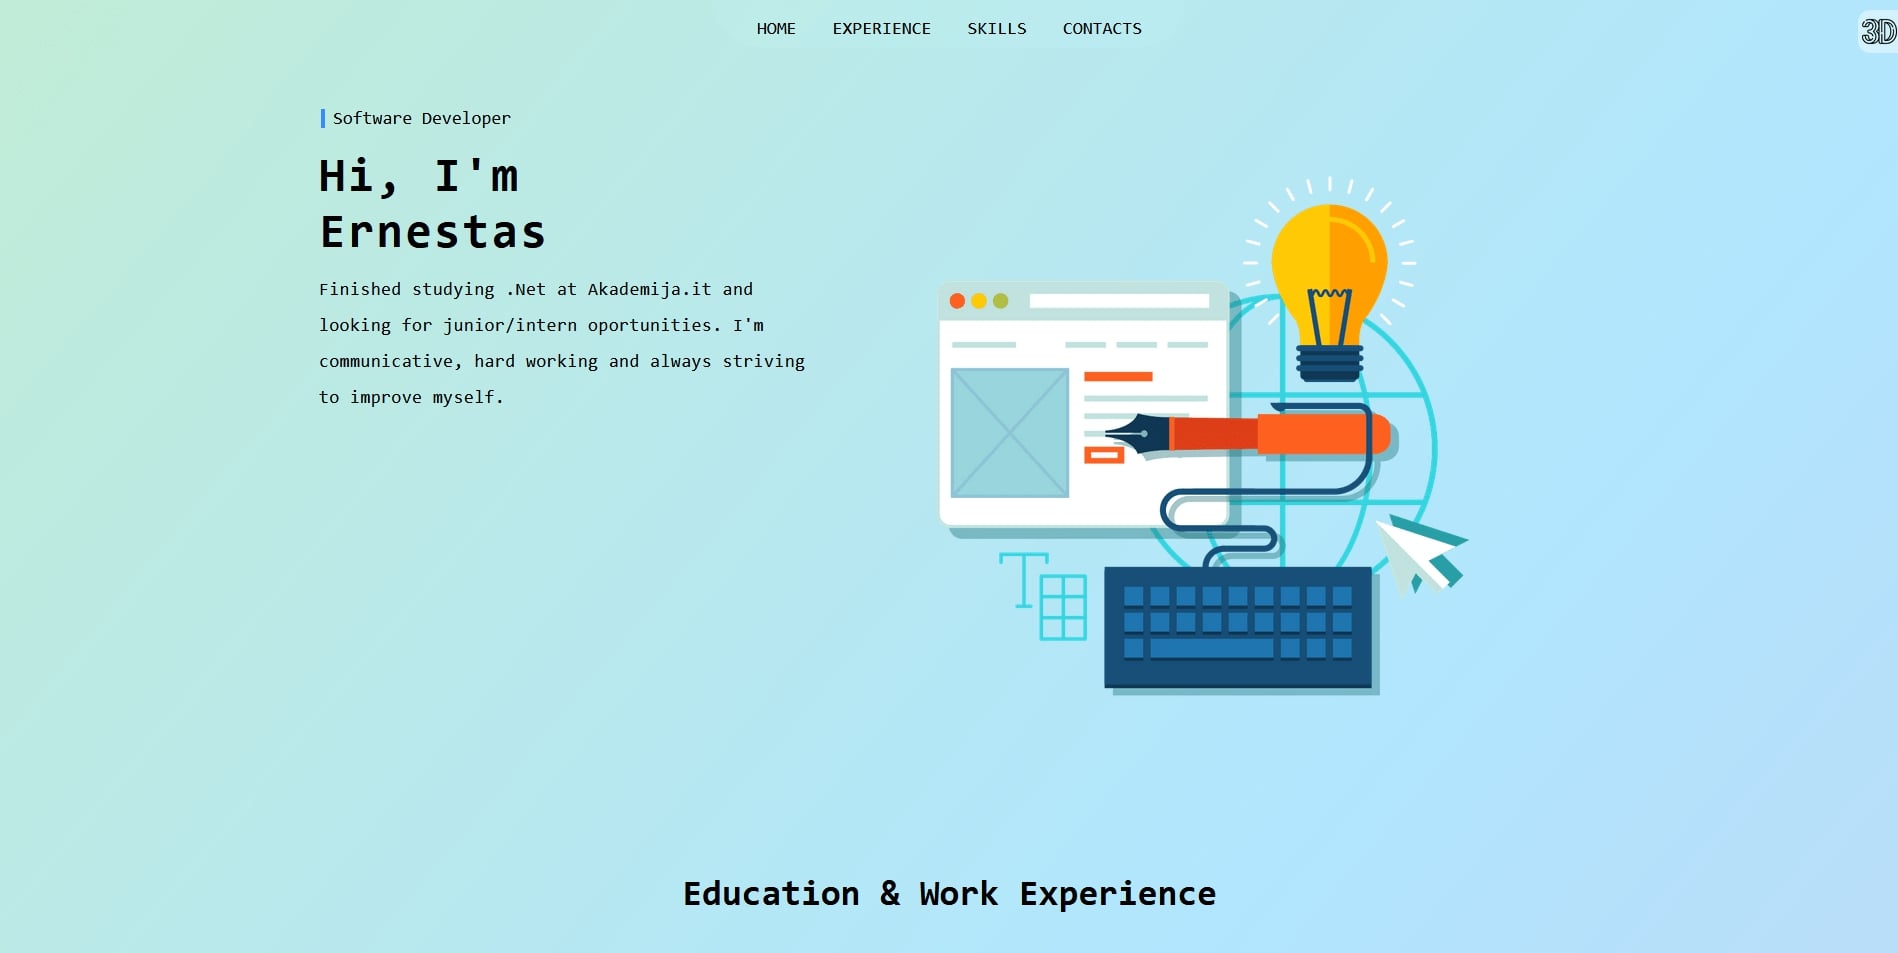 HOME EXPERIENCE SKILLS CONTACTS
3D
Software Developer
Hi, I'm
Ernestas
Finished studying .Net at Akademija.it and
looking for junior/intern oportunities. I'm
communicative, hard working and always striving
to improve myself.
T
Education & Work Experience